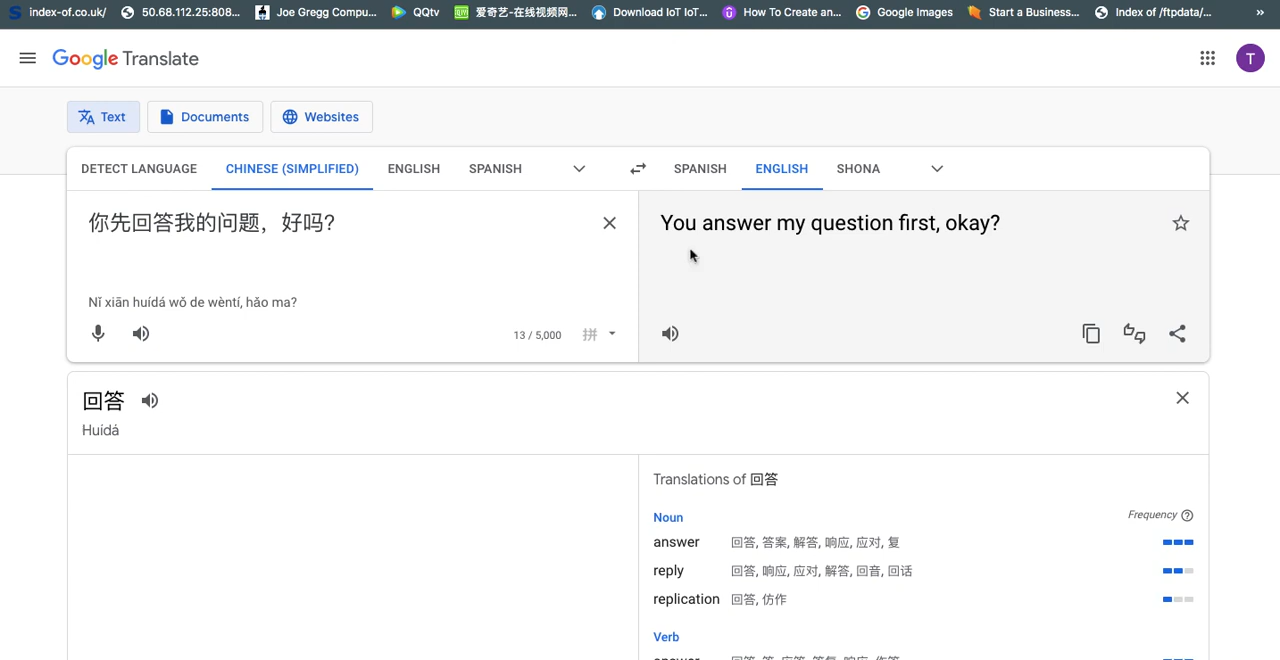 index-of.co.uk/ 50.68.112.25:808... Joe Gregg Compu... QQtv 爱奇艺-在线视频网... Download IoT IoT... How To Create an... Google Images Start a Business... Index of /ftpdata/... »
Google Translate T
Text Documents Websites
DETECT LANGUAGE CHINESE (SIMPLIFIED) ENGLISH SPANISH SPANISH ENGLISH SHONA
你先回答我的问题，好吗？ You answer my question first, okay?
Nǐ xiān huídá wǒ de wèntí, hǎo ma?
13 / 5,000 拼
回答
Huídá
Translations of 回答
Noun Frequency
answer 回答, 答案, 解答, 响应, 应对, 复
reply 回答, 响应, 应对, 解答, 回音, 回话
replication 回答, 仿作
Verb